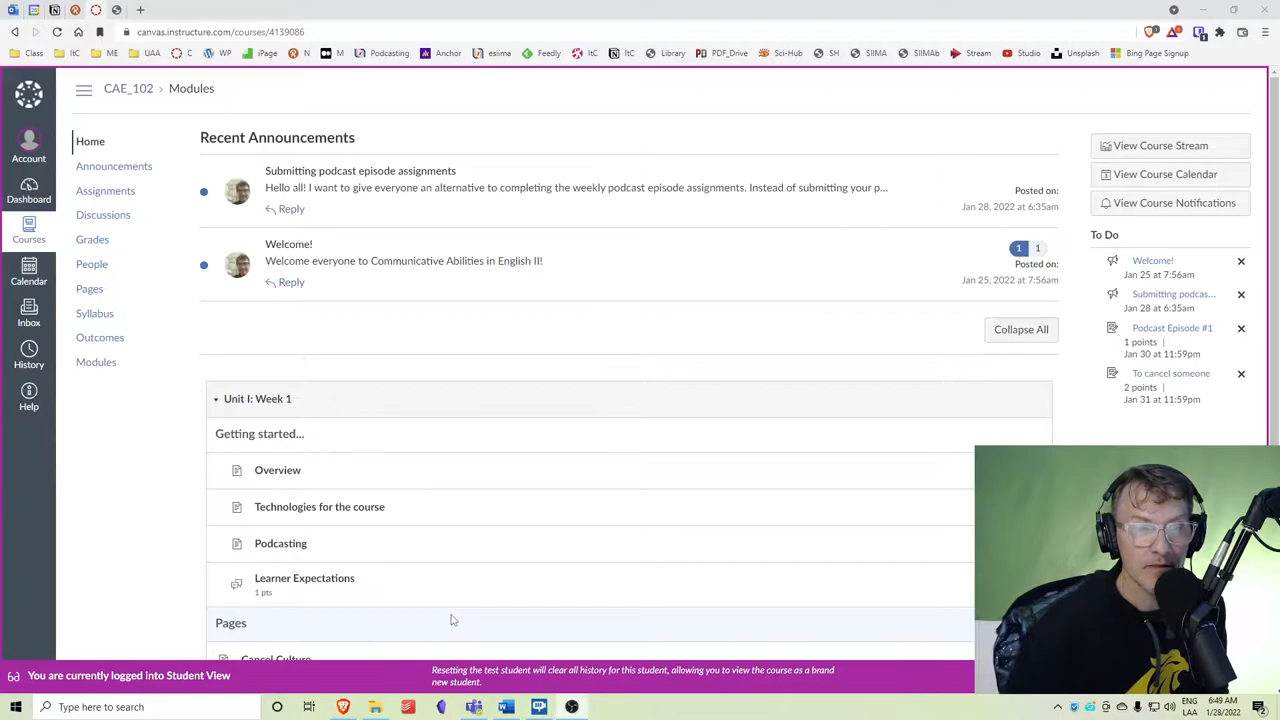 canvas.instructure.com/courses/4139086
Class
ItC
ME
UAA
WP
iPage
N
M
Podcasting
Anchor
esiima
Feedly
ItC
ItC
Library
PDF_Drive
Sci-Hub
SH
SIIMA
SIIMAb
Stream
Studio
Unsplash
Bing Page Signup
CAE_102 › Modules
Account
Dashboard
Courses
Calendar
Inbox
History
Help
Home
Announcements
Assignments
Discussions
Grades
People
Pages
Syllabus
Outcomes
Modules
Recent Announcements
Submitting podcast episode assignments
Hello all! I want to give everyone an alternative to completing the weekly podcast episode assignments. Instead of submitting your p...
Reply
Posted on:
Jan 28, 2022 at 6:35am
Welcome!
Welcome everyone to Communicative Abilities in English II!
Reply
1 1
Posted on:
Jan 25, 2022 at 7:56am
Collapse All
Unit I: Week 1
Getting started...
Overview
Technologies for the course
Podcasting
Learner Expectations
1 pts
Pages
Cancel Culture
View Course Stream
View Course Calendar
View Course Notifications
To Do
Welcome!
Jan 25 at 7:56am
Submitting podcas...
Jan 28 at 6:35am
Podcast Episode #1
1 points |
Jan 30 at 11:59pm
To cancel someone
2 points |
Jan 31 at 11:59pm
You are currently logged into Student View
Resetting the test student will clear all history for this student, allowing you to view the course as a brand
new student.
Type here to search
ENG
LAA
6:49 AM
1/28/2022